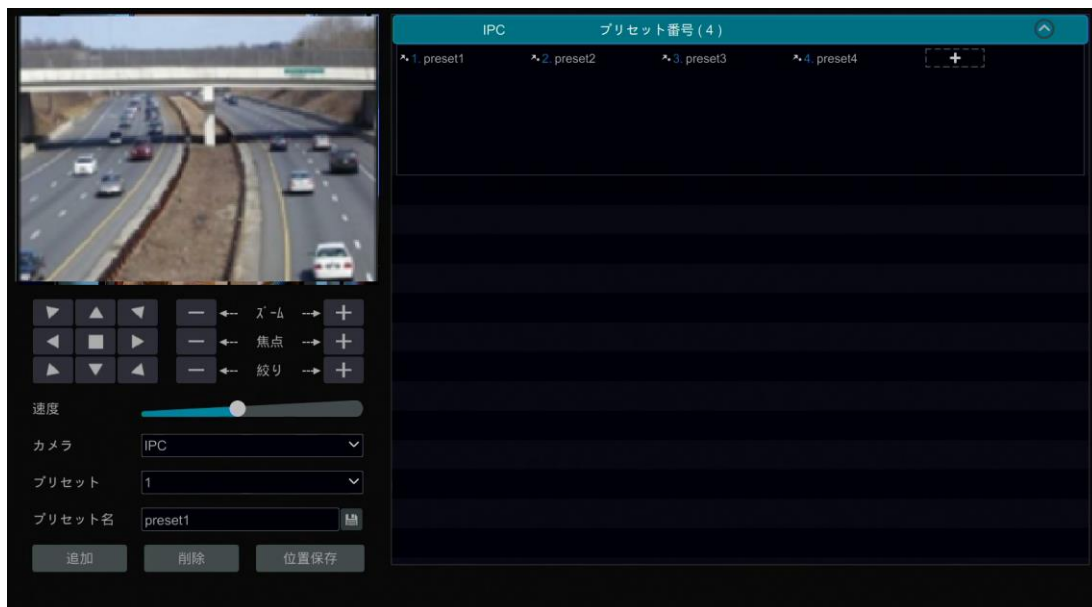 IPC プリセット番号 ( 4 )
1. preset1 2. preset2 3. preset3 4. preset4
ズーム
焦点
絞り
速度
カメラ IPC
プリセット 1
プリセット名 preset1
追加 削除 位置保存